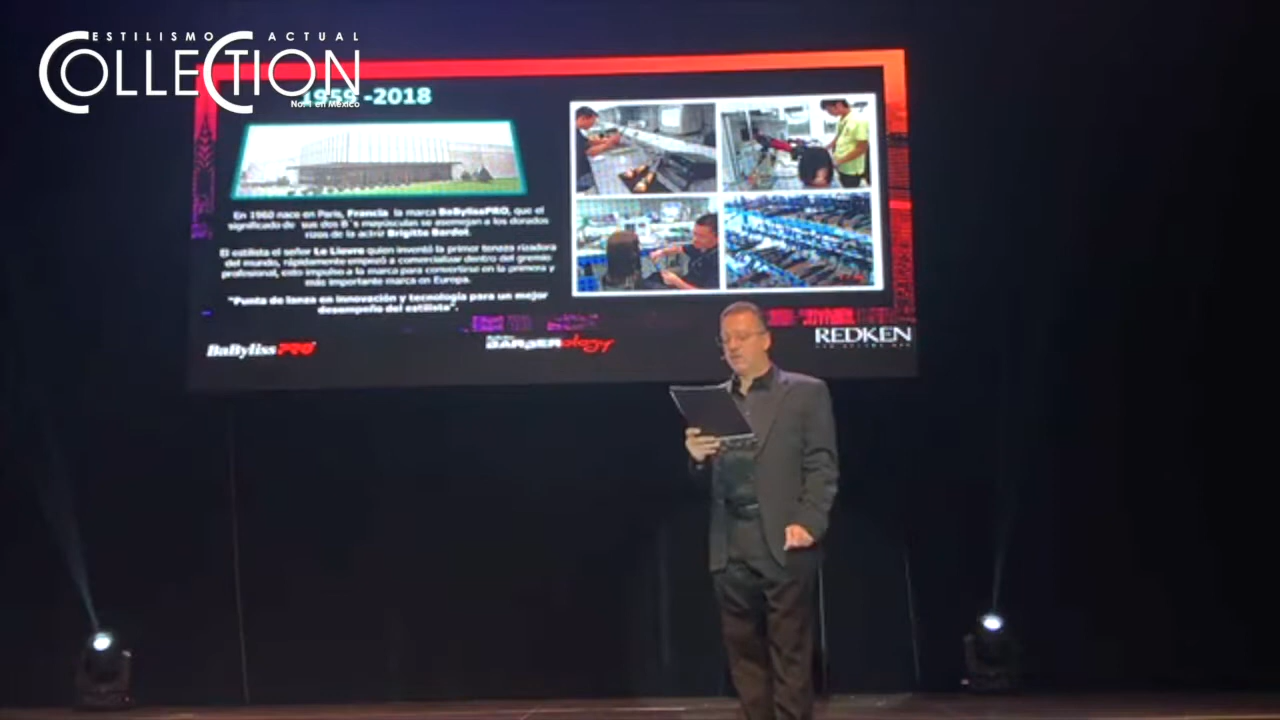 ESTILISMO ACTUAL
COLLECTION
No. 1 en México
1959 -2018
En 1960 nace en Paris, Francia la marca BaBylissPRO, que el
significado de sus dos B´s mayúsculas se asemejan a los dorados
rizos de la actriz Brigitte Bardot.
El estilista el señor Le Lievre quien inventó la primer tenaza rizadora
del mundo, rápidamente empezó a comercializar dentro del gremio
profesional, esto impulso a la marca para convertirse en la primera y
más importante marca en Europa.
"Punta de lanza en innovación y tecnología para un mejor
desempeño del estilista".
BaByliss PRO
BARBERology
REDKEN